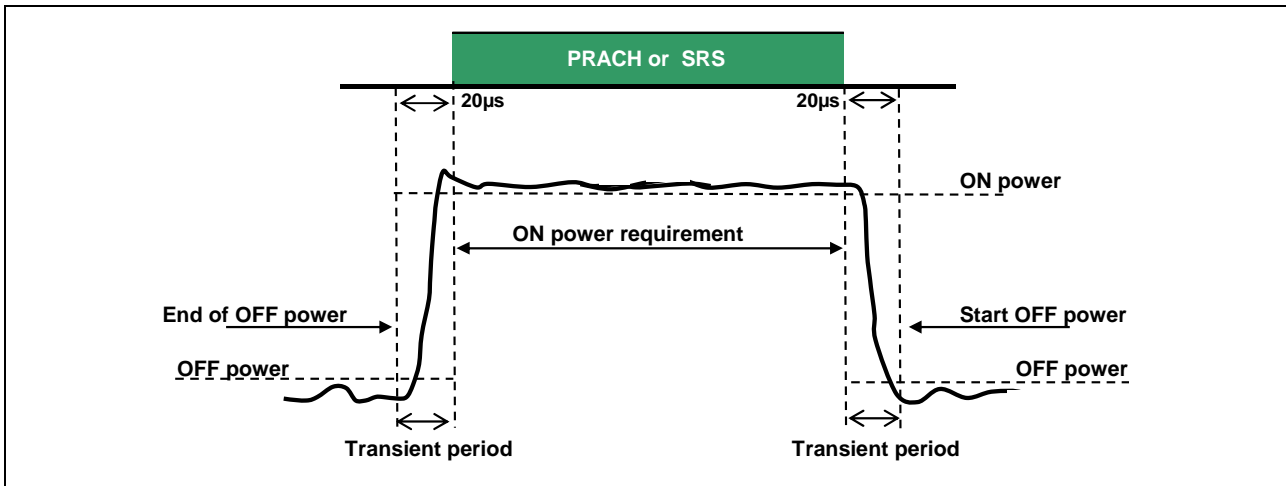 PRACH or SRS
20µs
20µs
ON power
ON power requirement
End of OFF power
Start OFF power
OFF power
OFF power
Transient period
Transient period